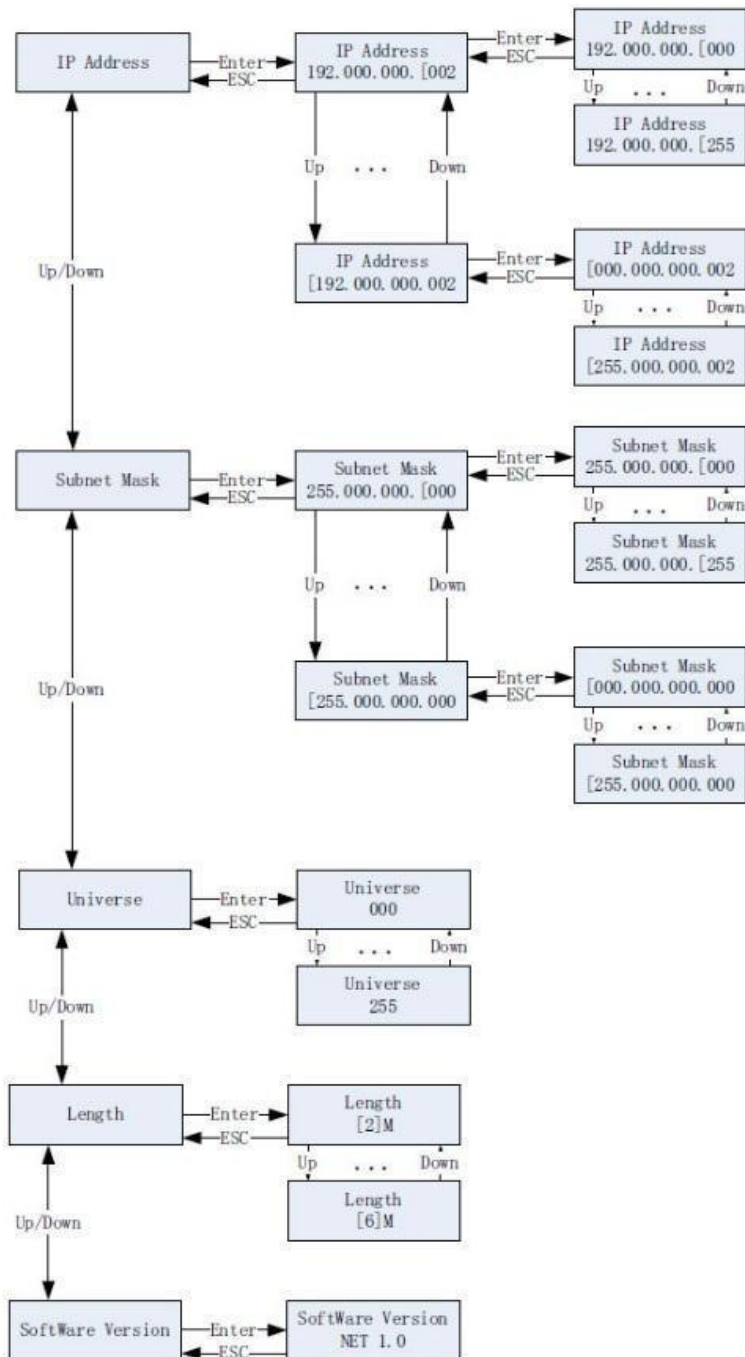 IP Address
Enter
ESC
IP Address
192.000.000.[002
Enter
ESC
IP Address
192.000.000.[000
Up ... Down
IP Address
192.000.000.[255
Up ... Down
Up/Down
IP Address
[192.000.000.002
Enter
ESC
IP Address
[000.000.000.002
Up ... Down
IP Address
[255.000.000.002
Subnet Mask
Enter
ESC
Subnet Mask
255.000.000.[000
Enter
ESC
Subnet Mask
255.000.000.[000
Up ... Down
Subnet Mask
255.000.000.[255
Up ... Down
Up/Down
Subnet Mask
[255.000.000.000
Enter
ESC
Subnet Mask
[000.000.000.000
Up ... Down
Subnet Mask
[255.000.000.000
Universe
Enter
ESC
Universe
000
Up ... Down
Universe
255
Up/Down
Length
Enter
ESC
Length
[2]M
Up ... Down
Length
[6]M
Up/Down
SoftWare Version
Enter
ESC
SoftWare Version
NET 1.0